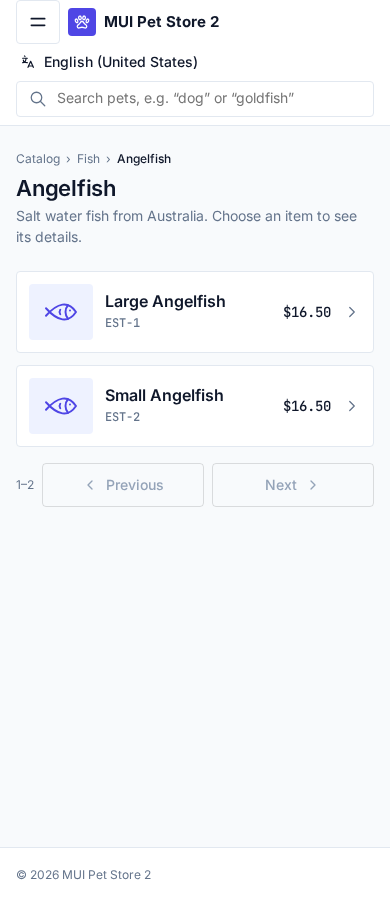 MUI Pet Store 2
English (United States)
Search pets, e.g. “dog” or “goldfish”
Catalog › Fish › Angelfish
Angelfish
Salt water fish from Australia. Choose an item to see
its details.
Large Angelfish
EST-1
$16.50
Small Angelfish
EST-2
$16.50
1–2
Previous
Next
© 2026 MUI Pet Store 2